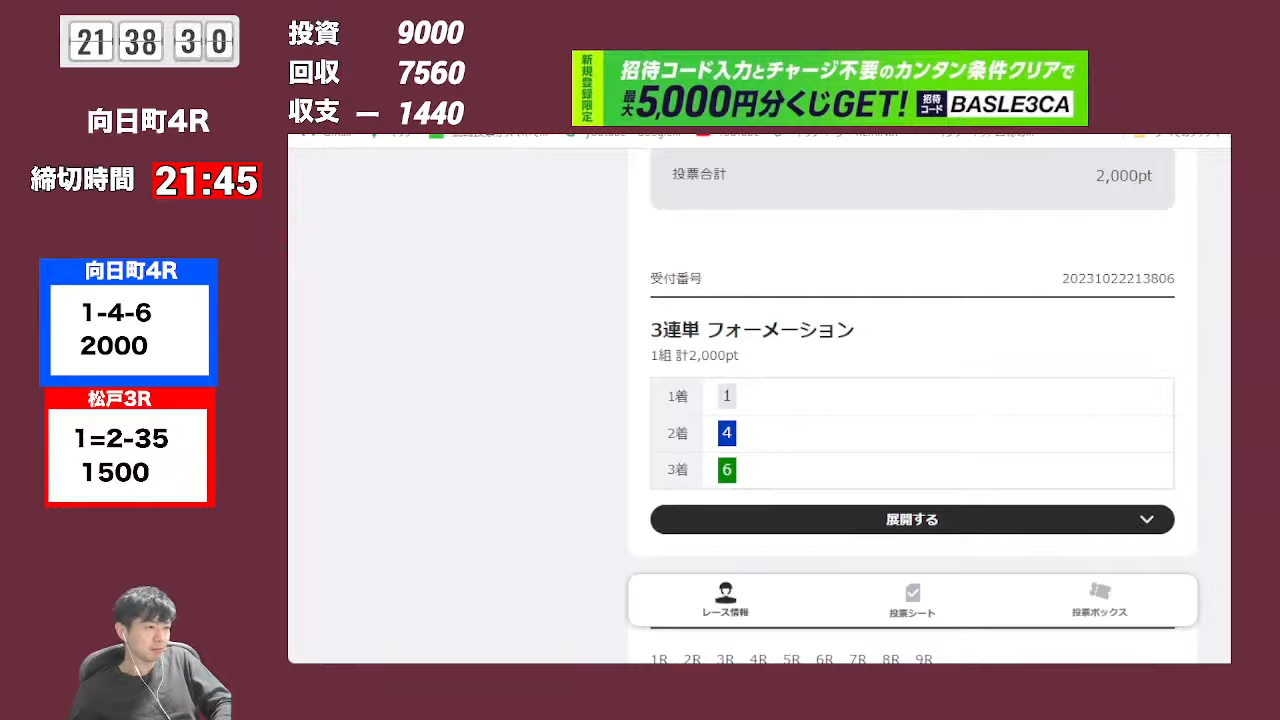 21 38 30
向日町4R
締切時間 21:45
投資 9000
回収 7560
収支 － 1440
新規登録限定
招待コード入力とチャージ不要のカンタン条件クリアで
最大5,000円分くじGET! 招待コード BASLE3CA
向日町4R
1-4-6
2000
松戸3R
1=2-35
1500
投票合計 2,000pt
受付番号 20231022213806
3連単 フォーメーション
1組 計2,000pt
1着 1
2着 4
3着 6
展開する
レース情報 投票シート 投票ボックス
1R 2R 3R 4R 5R 6R 7R 8R 9R